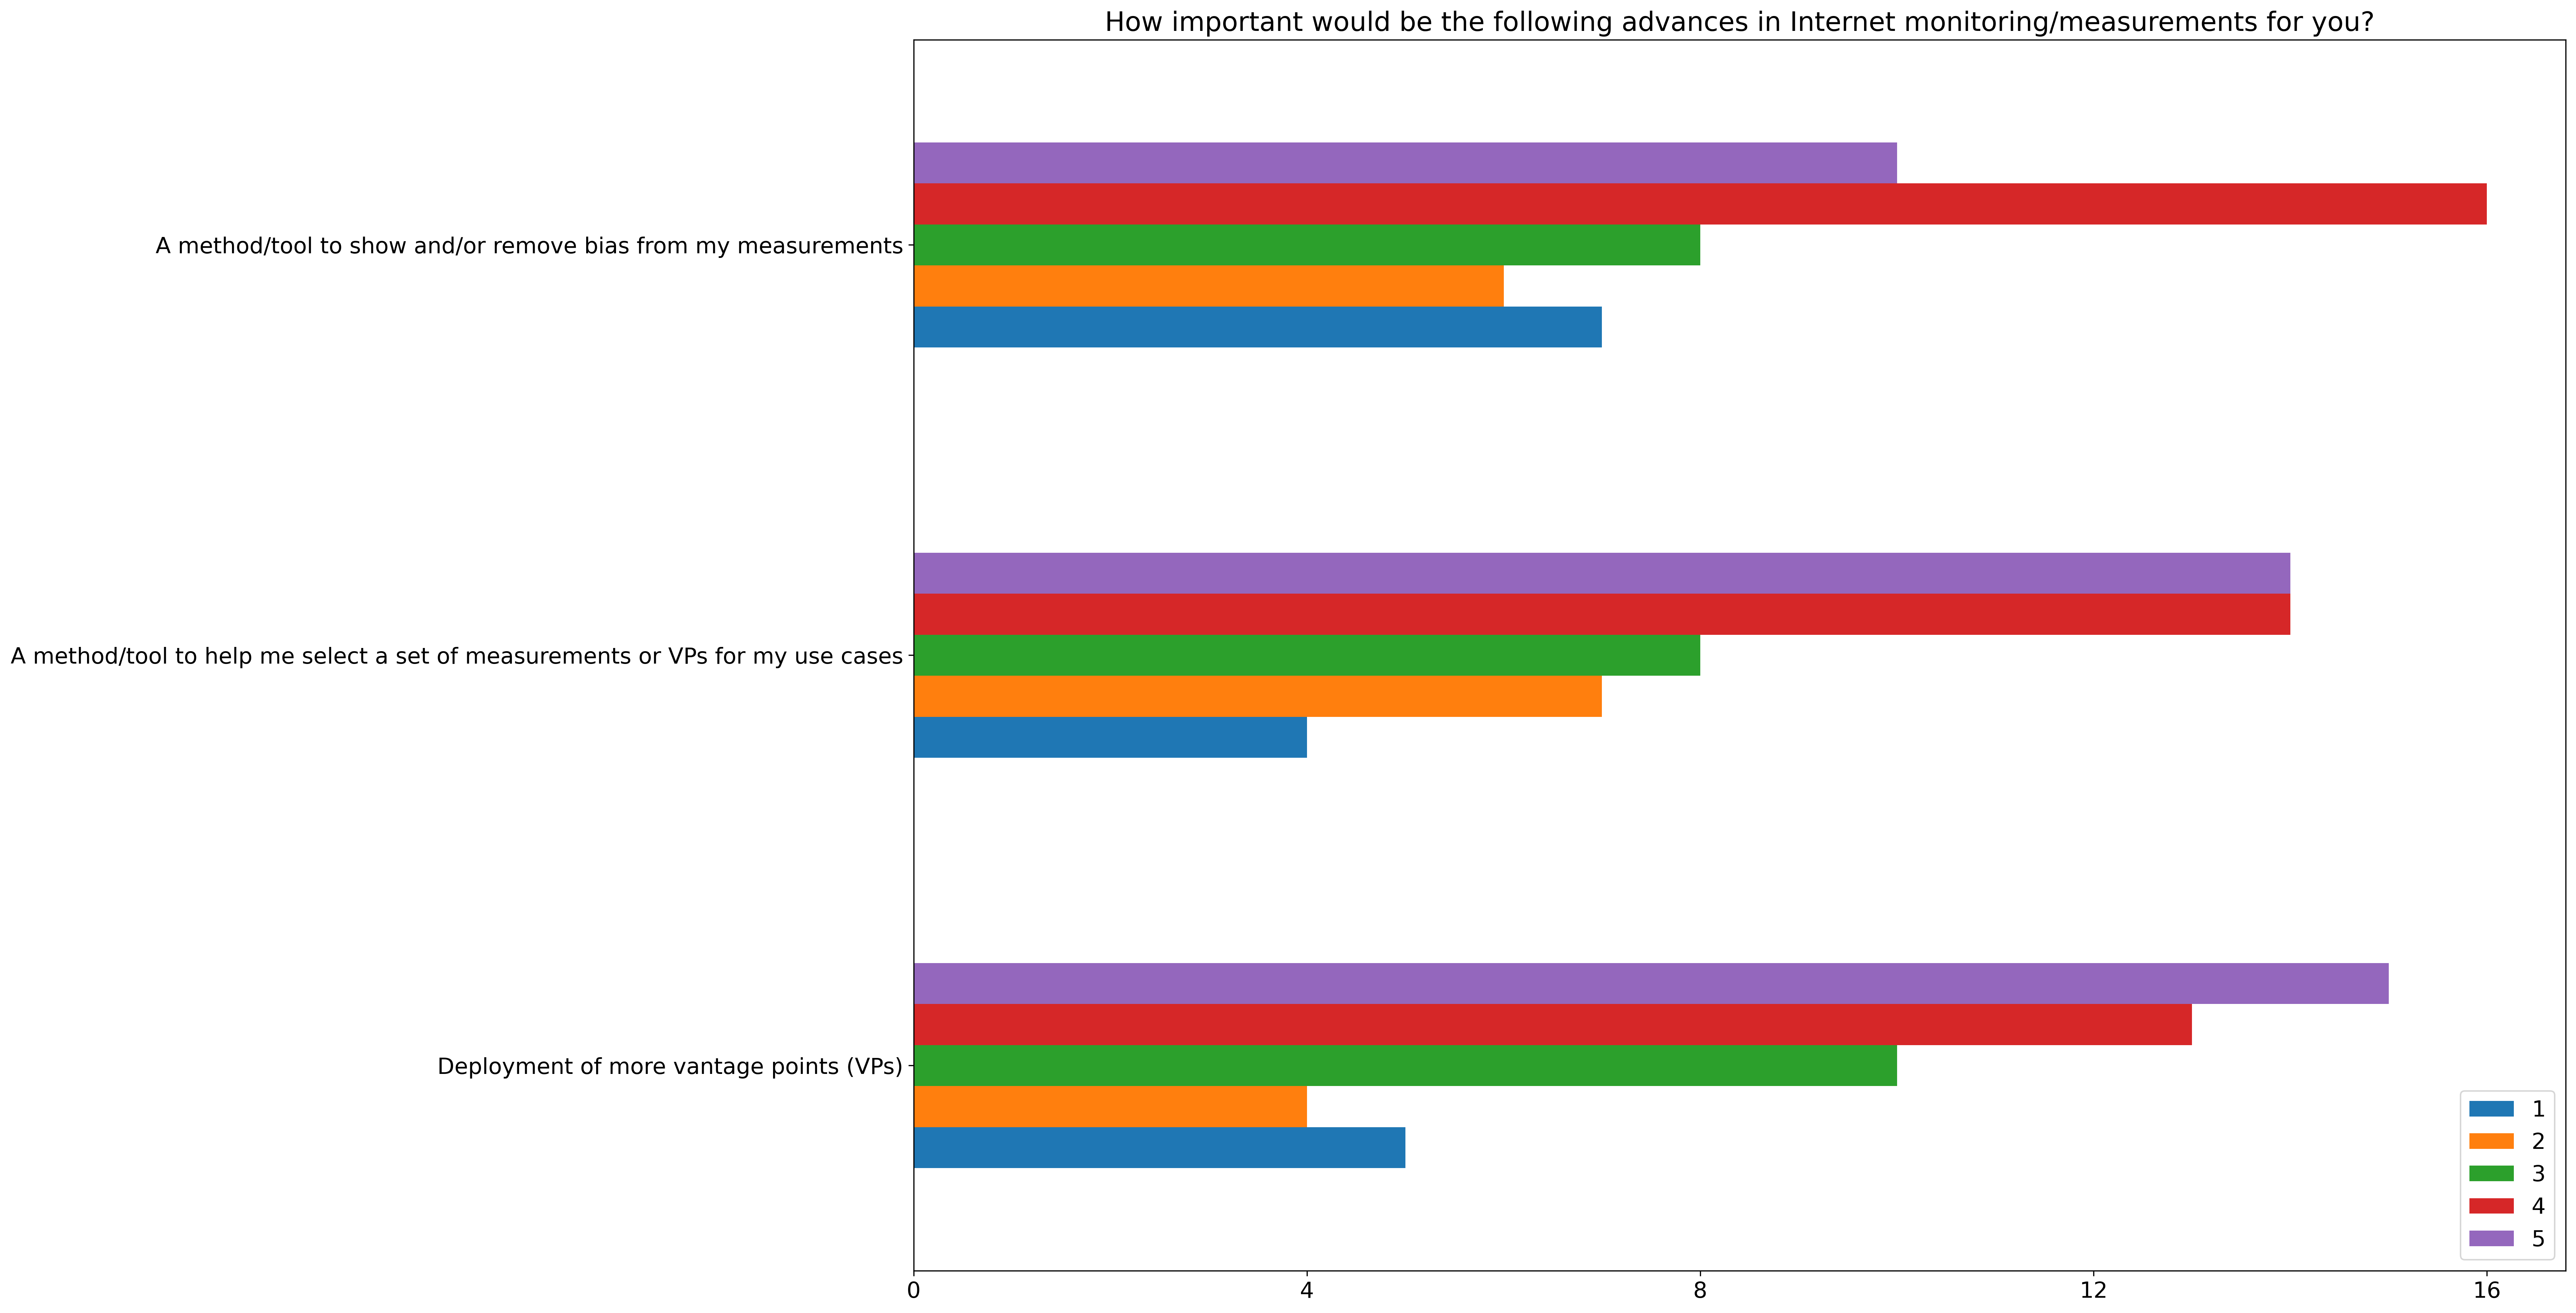 How important would be the following advances in Internet monitoring/measurements for you?
A method/tool to show and/or remove bias from my measurements
A method/tool to help me select a set of measurements or VPs for my use cases
Deployment of more vantage points (VPs)
1
2
3
4
5
0 4 8 12 16